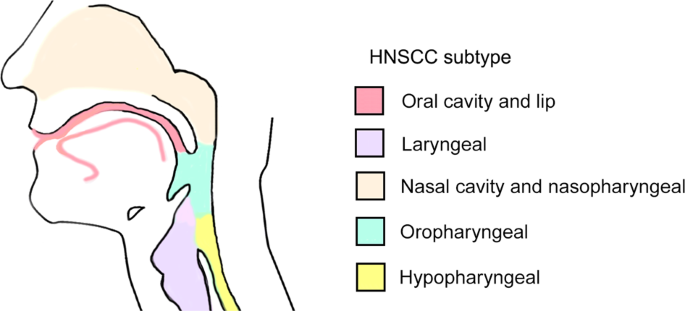 HNSCC subtype
Oral cavity and lip
Laryngeal
Nasal cavity and nasopharyngeal
Oropharyngeal
Hypopharyngeal